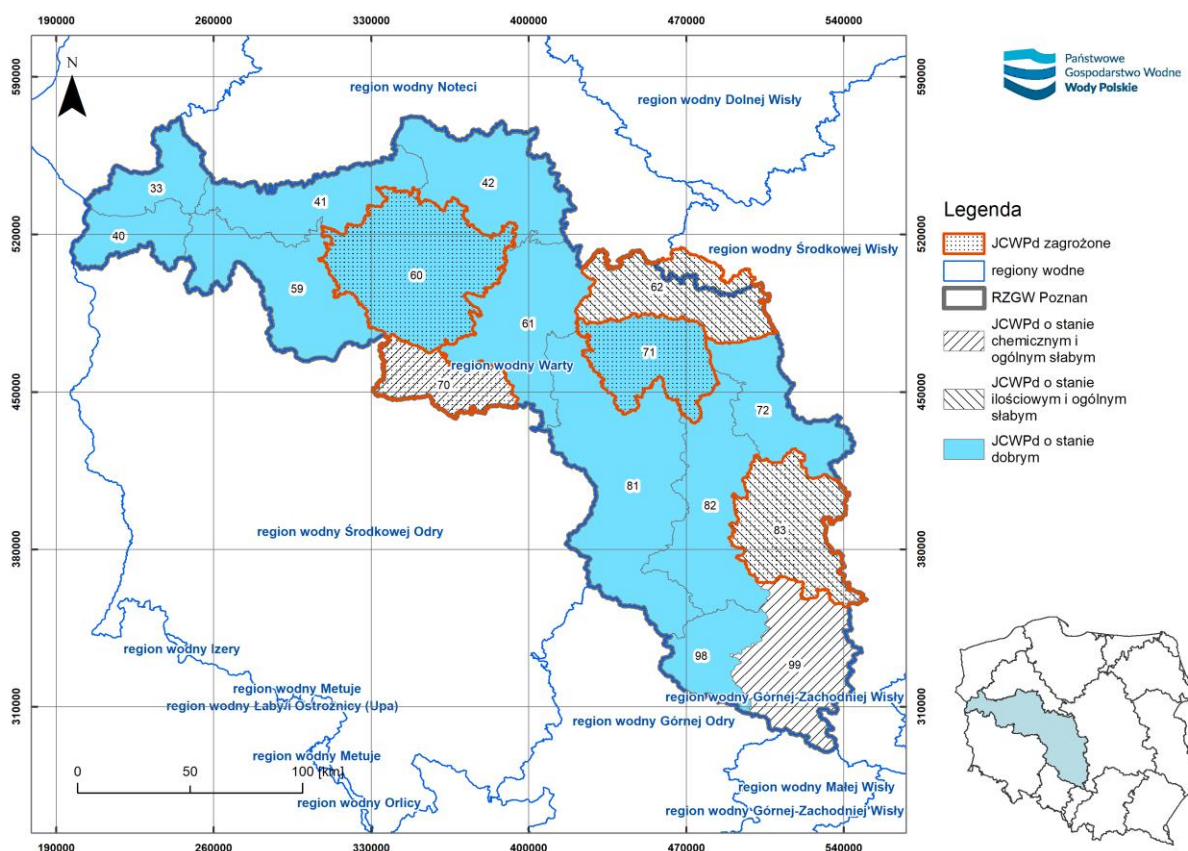 190000 260000 330000 400000 470000 540000
590000 590000
520000 520000
450000 450000
380000 380000
310000 310000
190000 260000 330000 400000 470000 540000
N
region wodny Noteci
region wodny Dolnej Wisły
33
42
41
40
region wodny Środkowej Wisły
60
59
62
61
71
region wodny Warty
70
72
81
82
83
region wodny Środkowej Odry
region wodny Izery
98
99
region wodny Metuje
region wodny Górnej-Zachodniej Wisły
region wodny Łaby i Ostrożnicy (Upa)
region wodny Górnej Odry
region wodny Metuje
0 50 100 [km]
region wodny Małej Wisły
region wodny Orlicy
region wodny Górnej-Zachodniej Wisły
Państwowe
Gospodarstwo Wodne
Wody Polskie
Legenda
JCWPd zagrożone
regiony wodne
RZGW Poznan
JCWPd o stanie
chemicznym i
ogólnym słabym
JCWPd o stanie
ilościowym i ogólnym
słabym
JCWPd o stanie
dobrym